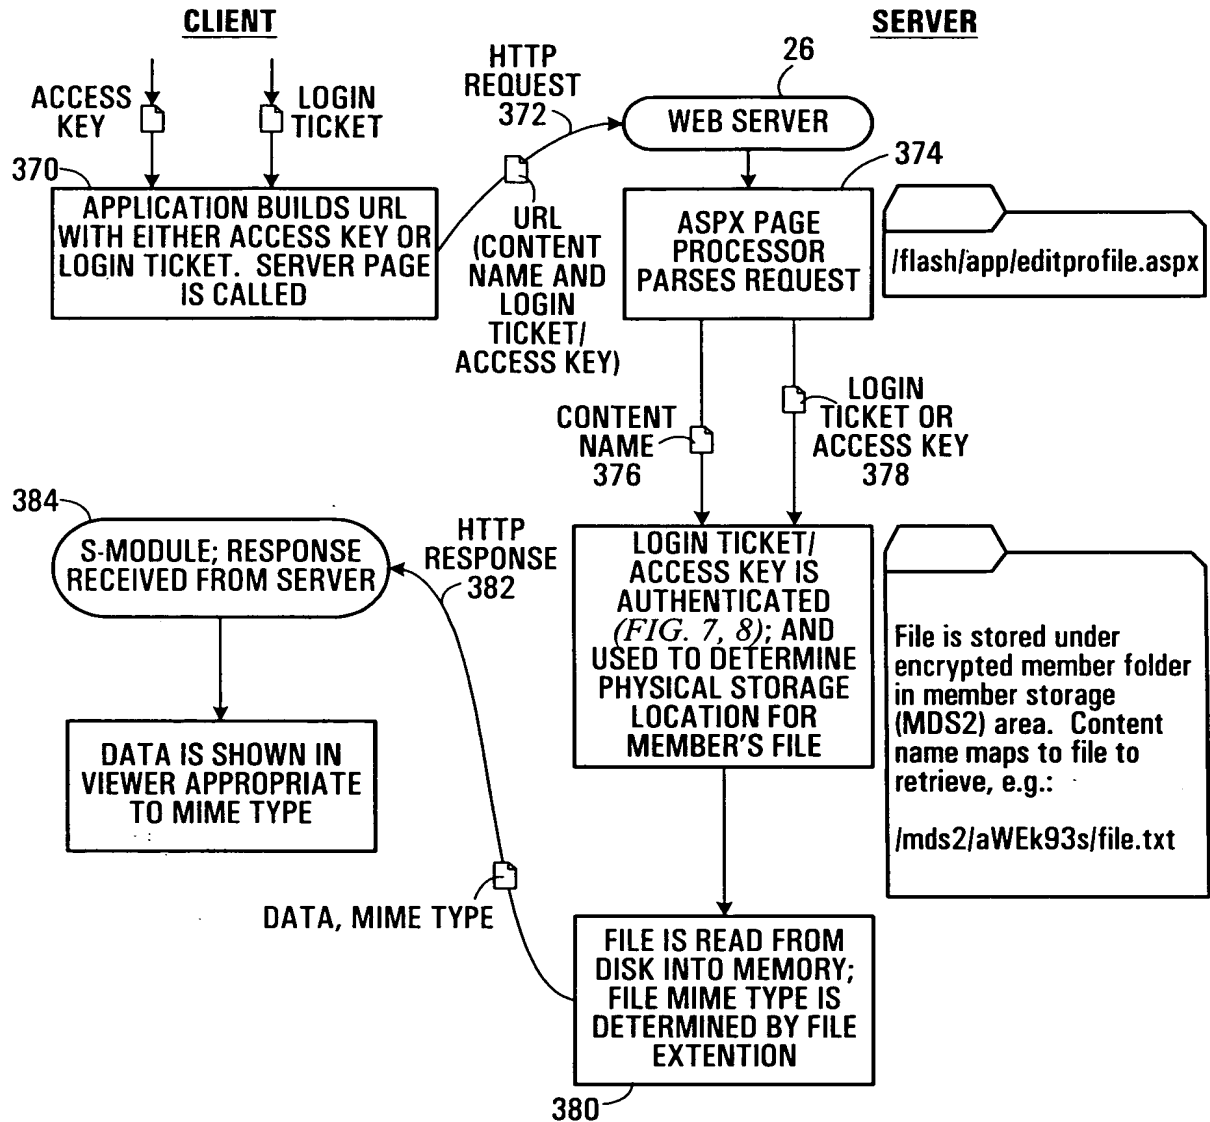 CLIENT
SERVER
ACCESS
KEY
LOGIN
TICKET
HTTP
REQUEST
372
26
WEB SERVER
370
APPLICATION BUILDS URL
WITH EITHER ACCESS KEY OR
LOGIN TICKET. SERVER PAGE
IS CALLED
URL
(CONTENT
NAME AND
LOGIN
TICKET/
ACCESS KEY)
374
ASPX PAGE
PROCESSOR
PARSES REQUEST
/flash/app/editprofile.aspx
CONTENT
NAME
376
LOGIN
TICKET OR
ACCESS KEY
378
384
S-MODULE; RESPONSE
RECEIVED FROM SERVER
HTTP
RESPONSE
382
LOGIN TICKET/
ACCESS KEY IS
AUTHENTICATED
(FIG. 7, 8); AND
USED TO DETERMINE
PHYSICAL STORAGE
LOCATION FOR
MEMBER'S FILE
File is stored under
encrypted member folder
in member storage
(MDS2) area. Content
name maps to file to
retrieve, e.g.:
/mds2/aWEk93s/file.txt
DATA IS SHOWN IN
VIEWER APPROPRIATE
TO MIME TYPE
DATA, MIME TYPE
FILE IS READ FROM
DISK INTO MEMORY;
FILE MIME TYPE IS
DETERMINED BY FILE
EXTENTION
380